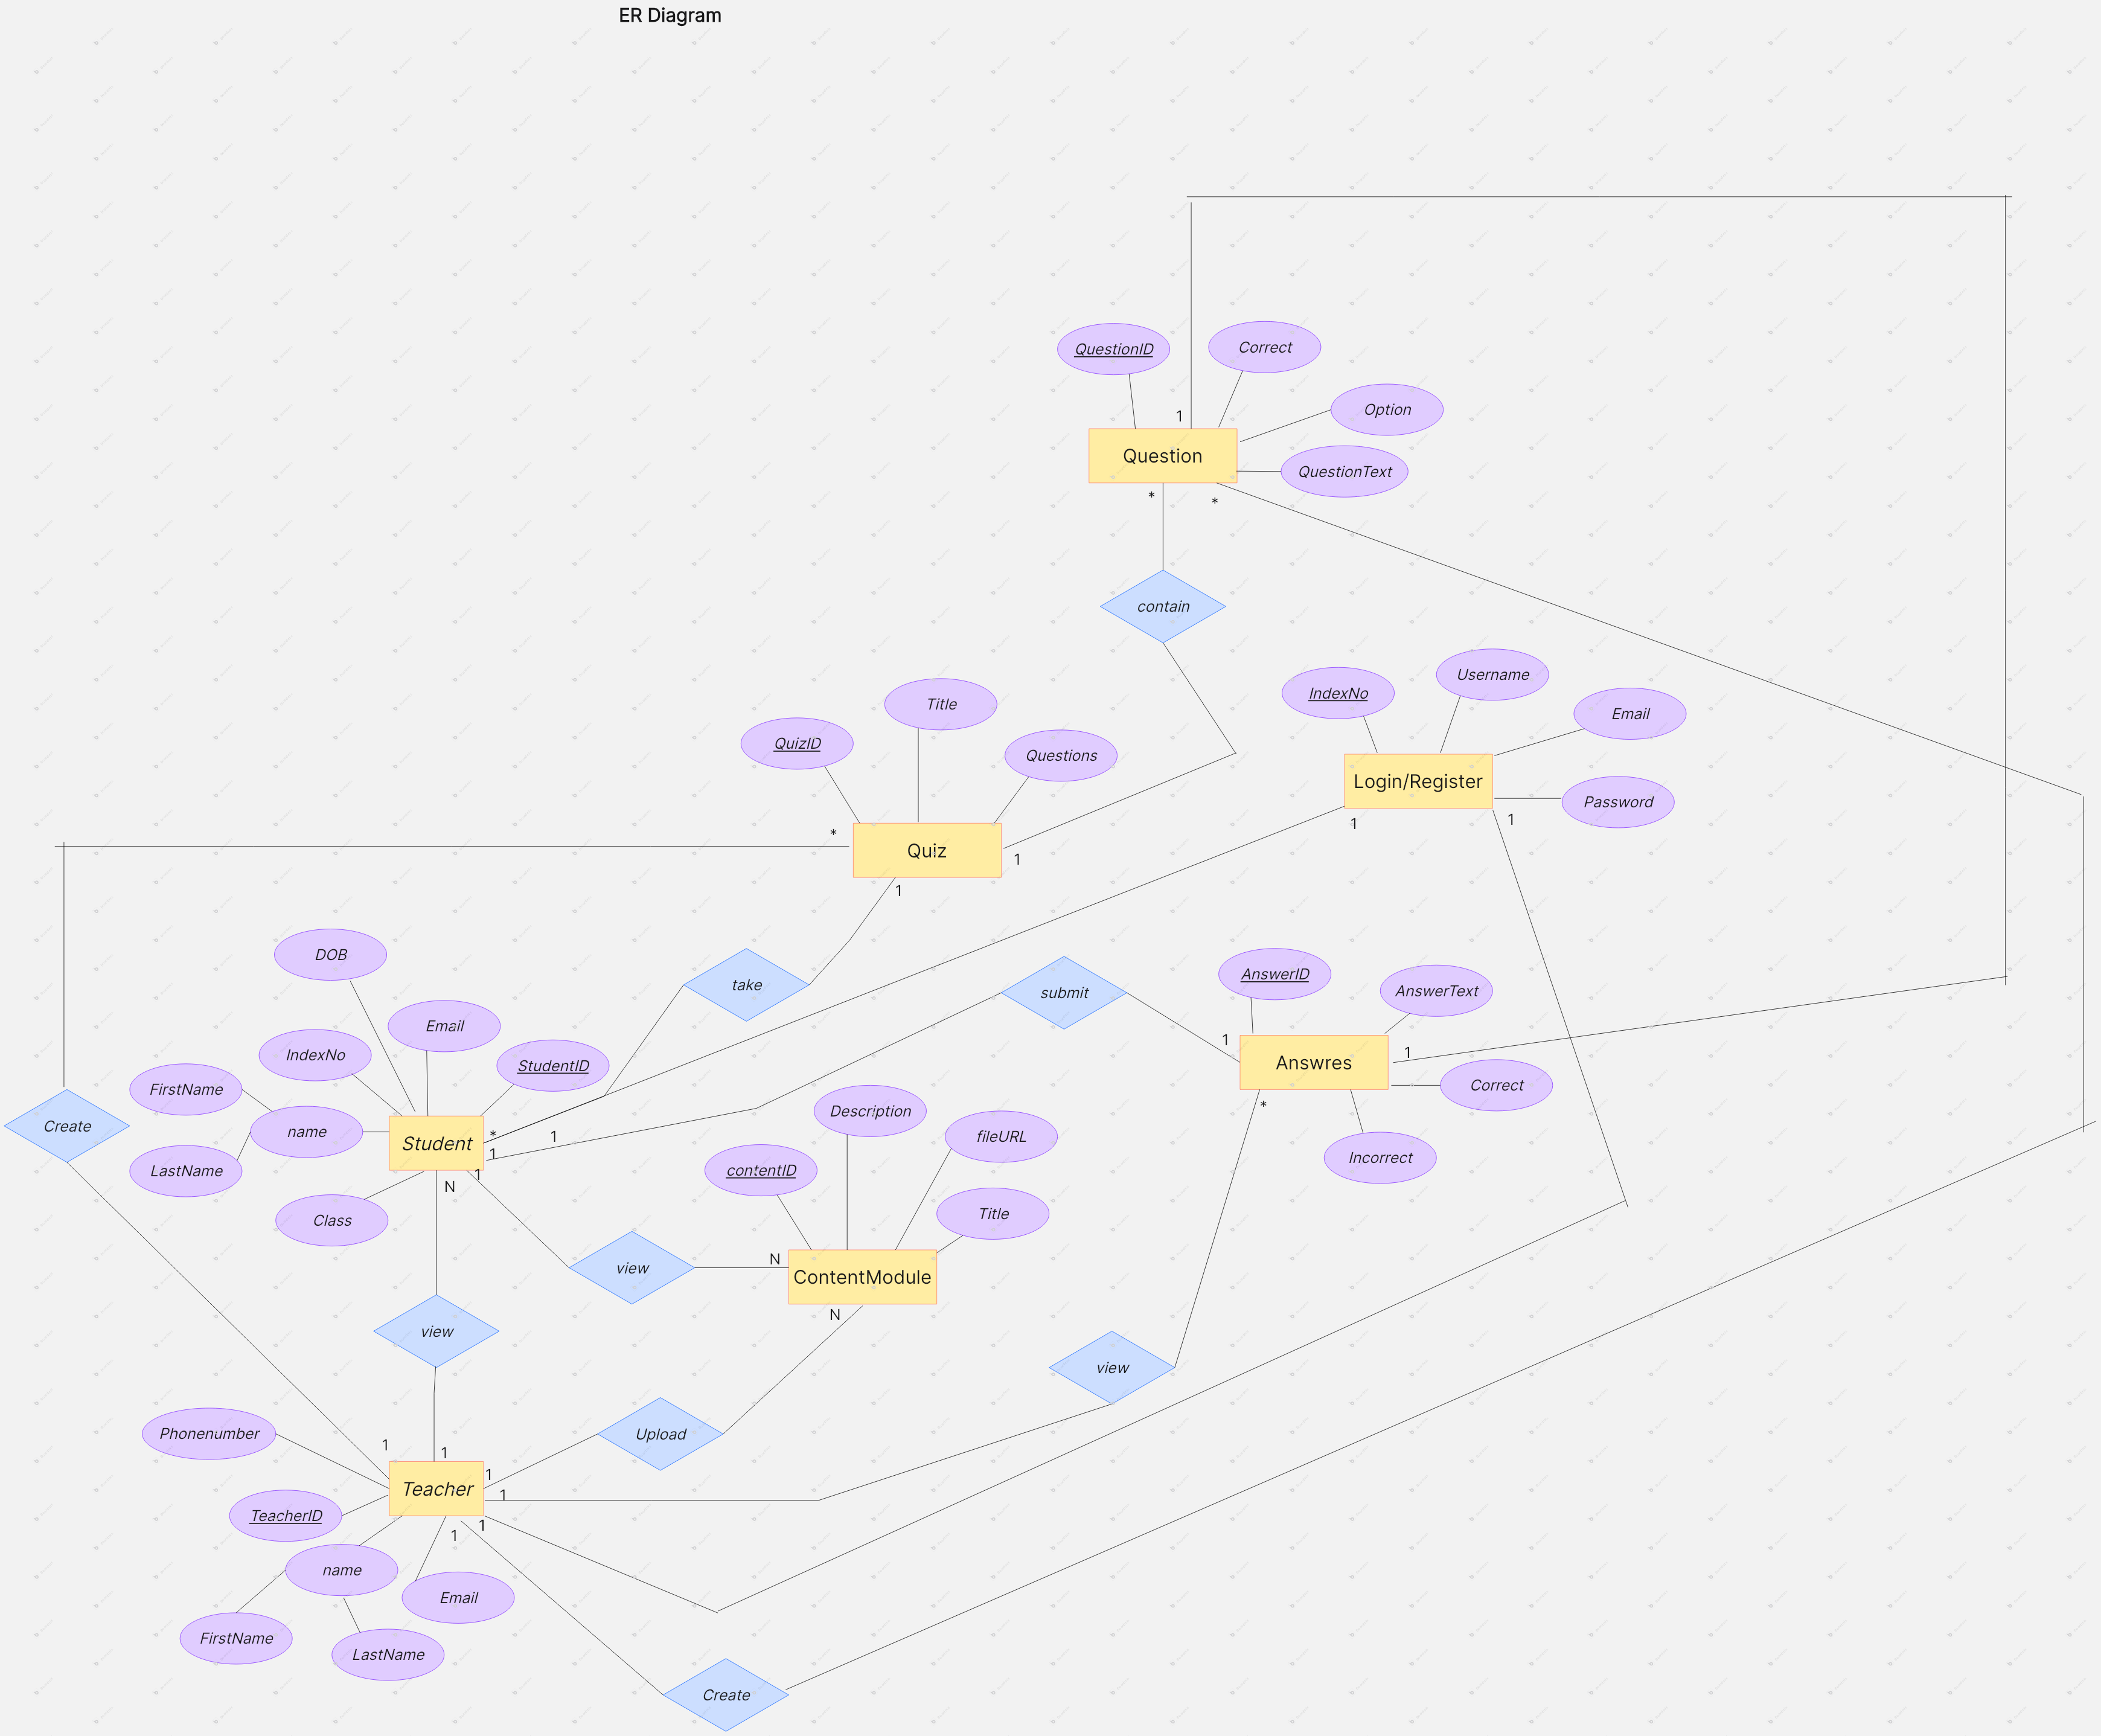 ER Diagram
QuestionID
Correct
Option
1
Question
QuestionText
*
*
contain
IndexNo
Username
Email
Title
QuizID
Questions
Login/Register
Password
1
1
*
Quiz
1
1
DOB
take
submit
AnswerID
AnswerText
Email
IndexNo
StudentID
1
1
Answres
FirstName
Correct
Create
name
Description
*
fileURL
Student
*
1
1
LastName
contentID
1
Incorrect
N
Class
Title
view
N
ContentModule
N
view
view
Phonenumber
Upload
1
1
1
Teacher
1
TeacherID
1
1
name
Email
FirstName
LastName
Create